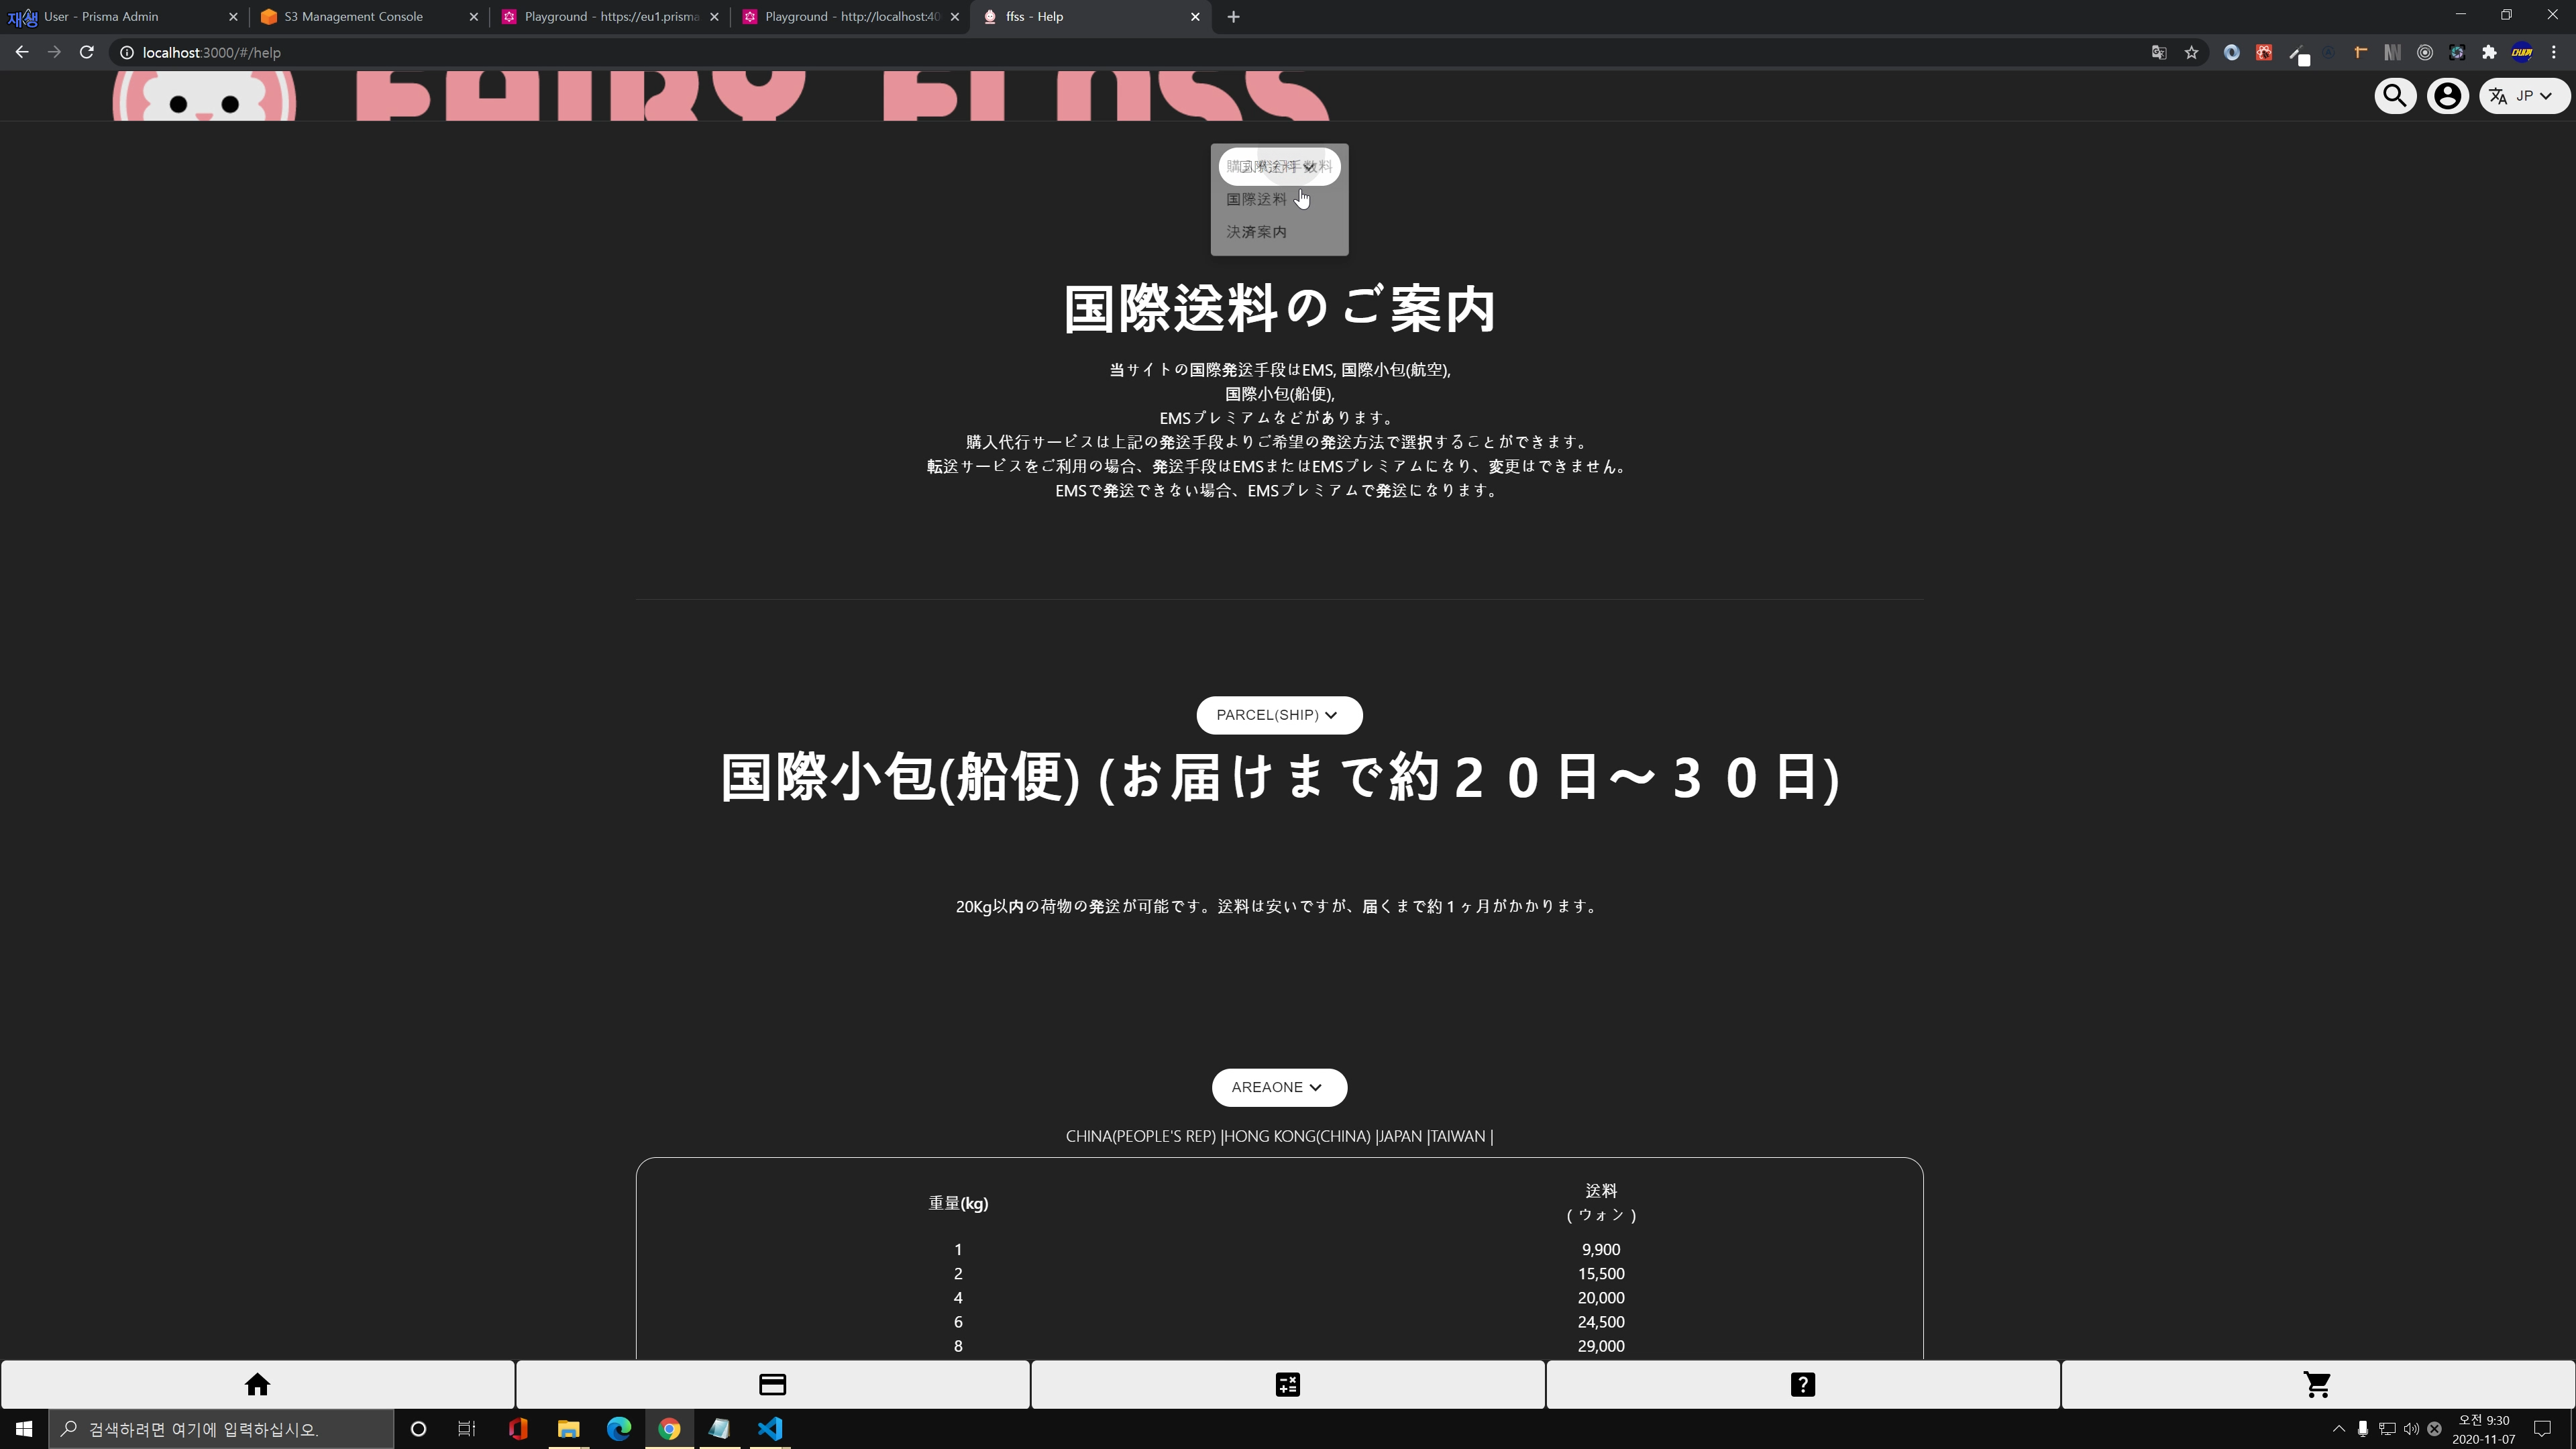 재생
User - Prisma Admin
S3 Management Console
Playground - https://eu1.prisma
Playground - http://localhost:40
ffss - Help
localhost:3000/#/help
FAIRY FLOSS
JP
国際送料
国際送料
決済案内
国際送料のご案内
当サイトの国際発送手段はEMS, 国際小包(航空),
国際小包(船便),
EMSプレミアムなどがあります。
購入代行サービスは上記の発送手段よりご希望の発送方法で選択することができます。
転送サービスをご利用の場合、発送手段はEMSまたはEMSプレミアムになり、変更はできません。
EMSで発送できない場合、EMSプレミアムで発送になります。
PARCEL(SHIP)
国際小包(船便) (お届けまで約２０日～３０日)
20Kg以内の荷物の発送が可能です。送料は安いですが、届くまで約１ヶ月がかかります。
AREAONE
CHINA(PEOPLE'S REP) |HONG KONG(CHINA) |JAPAN |TAIWAN |
重量(kg)
送料
( ウォン )
1 9,900
2 15,500
4 20,000
6 24,500
8 29,000
검색하려면 여기에 입력하십시오.
오전 9:30
2020-11-07